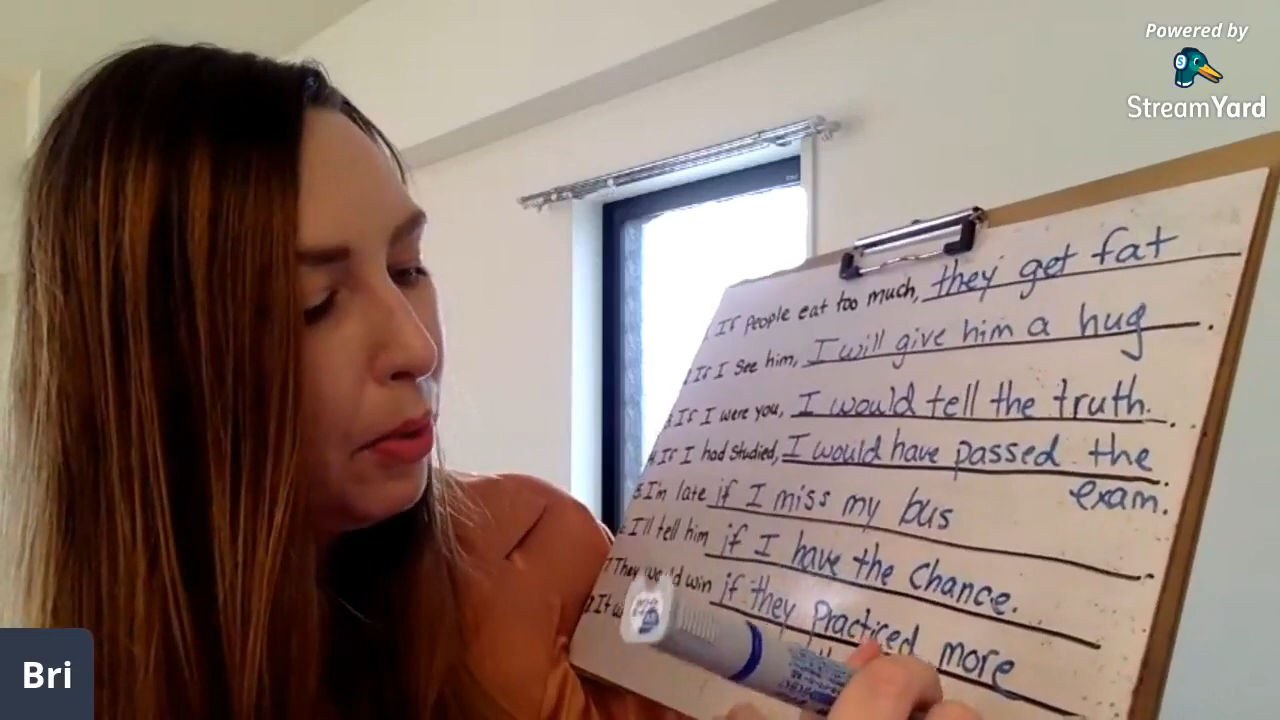 Powered by
StreamYard
If people eat too much, they get fat
If I see him, I will give him a hug.
If I were you, I would tell the truth.
If I had studied, I would have passed the
exam.
I'm late if I miss my bus
I'll tell him if I have the chance.
7 They would win if they practiced more
It
Bri